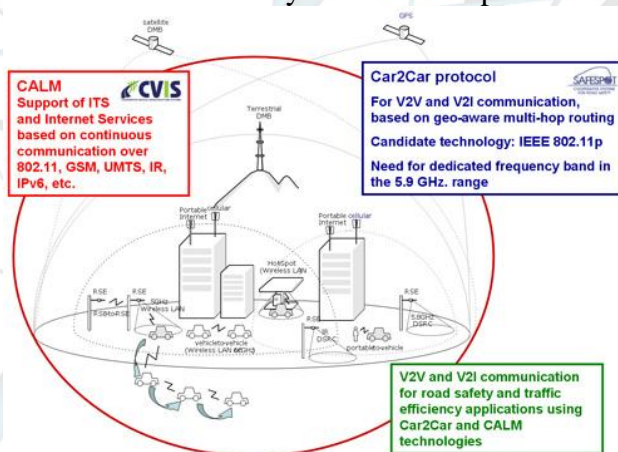 satellite
DMB
GPS
CALM
CVIS
Support of ITS
and Internet Services
based on continuous
communication over
802.11, GSM, UMTS, IR,
IPv6, etc.
Car2Car protocol
SAFESPOT
For V2V and V2I communication,
based on geo-aware multi-hop routing
Candidate technology: IEEE 802.11p
Need for dedicated frequency band in
the 5.9 GHz. range
Terrestrial
DMB
Portable cellular
Internet
Portable cellular
Internet
HotSpot
(Wireless LAN)
RSE
RSE
RSEtoRSE
5GHz
Wireless LAN
vehicletovehicle
RSE
IR
DSRC
portabletovehicle
RSE
5.8GHz
DSRC
V2V and V2I communication
for road safety and traffic
efficiency applications using
Car2Car and CALM
technologies